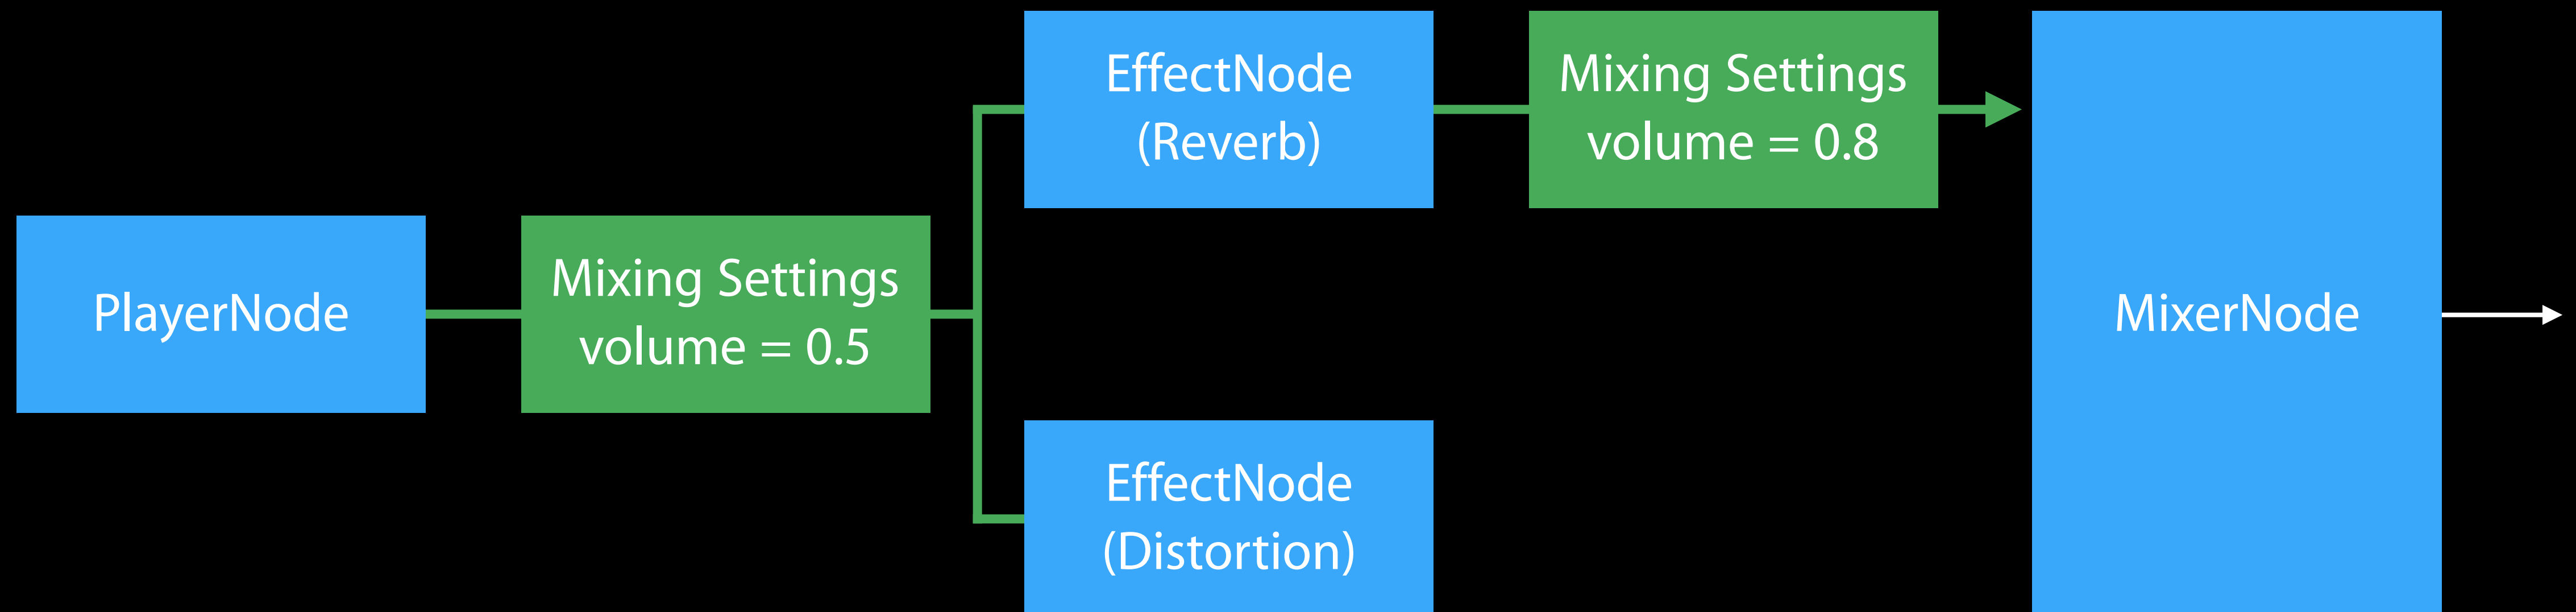 EffectNode
(Reverb)
Mixing Settings
volume = 0.8
PlayerNode
Mixing Settings
volume = 0.5
MixerNode
EffectNode
(Distortion)